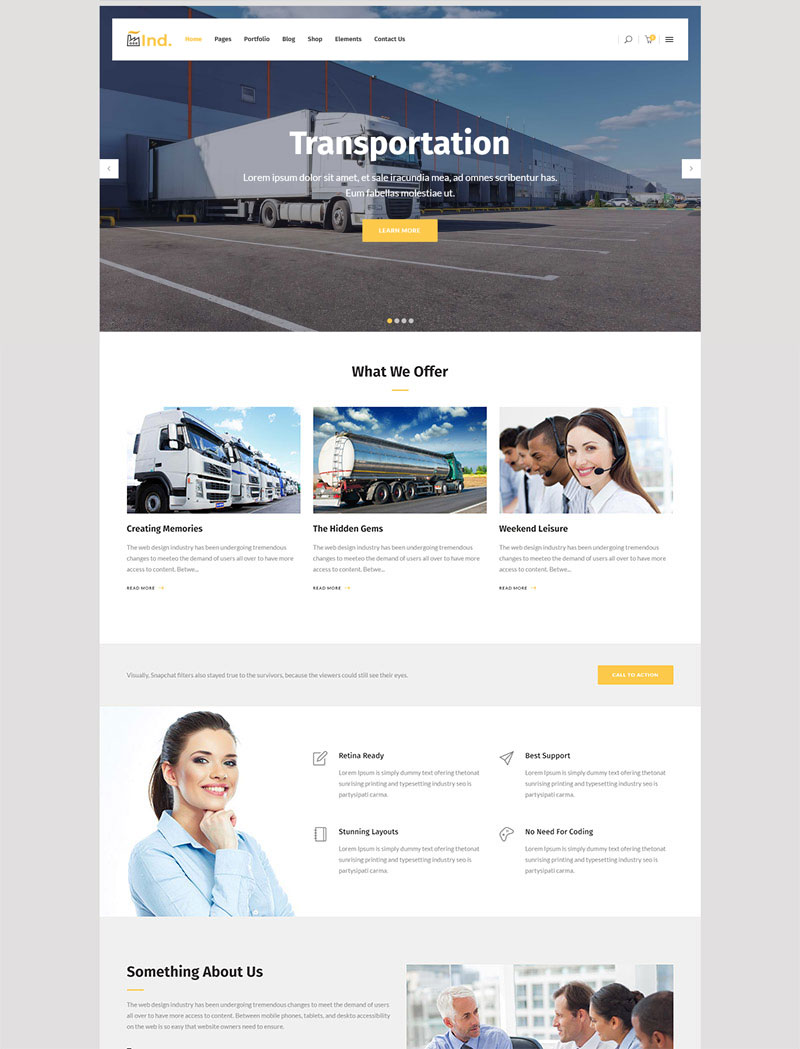 Ind.
Home Pages Portfolio Blog Shop Elements Contact Us
Transportation
Lorem ipsum dolor sit amet, et sale iracundia mea, ad omnes scribentur has.
Eum fabellas molestiae ut.
LEARN MORE
What We Offer
Creating Memories
The web design industry has been undergoing tremendous
changes to meeteo the demand of users all over to have more
access to content. Betwe...
READ MORE
The Hidden Gems
The web design industry has been undergoing tremendous
changes to meeteo the demand of users all over to have more
access to content. Betwe...
READ MORE
Weekend Leisure
The web design industry has been undergoing tremendous
changes to meeteo the demand of users all over to have more
access to content. Betwe...
READ MORE
Visually, Snapchat filters also stayed true to the survivors, because the viewers could still see their eyes.
CALL TO ACTION
Retina Ready
Lorem Ipsum is simply dummy text ofering thetonat
sunrising printing and typesetting industry seo is
partysipati carma.
Best Support
Lorem Ipsum is simply dummy text ofering thetonat
sunrising printing and typesetting industry seo is
partysipati carma.
Stunning Layouts
Lorem Ipsum is simply dummy text ofering thetonat
sunrising printing and typesetting industry seo is
partysipati carma.
No Need For Coding
Lorem Ipsum is simply dummy text ofering thetonat
sunrising printing and typesetting industry seo is
partysipati carma.
Something About Us
The web design industry has been undergoing tremendous changes to meet the demand of users
all over to have more access to content. Between mobile phones, tablets, and deskto accessibility
on the web is so easy that website owners need to ensure.